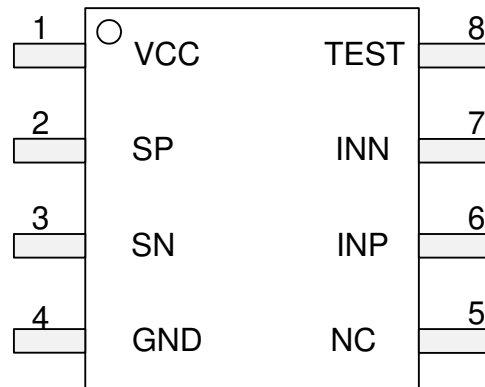 1 VCC TEST 8
2 SP INN 7
3 SN INP 6
4 GND NC 5